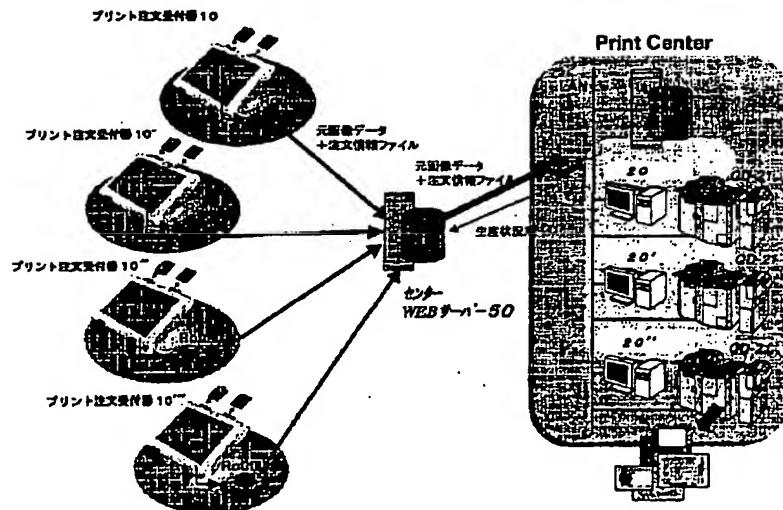 プリント注文受付器10
Print Center
LAN
プリント注文受付器10'
元画像データ
+注文情報ファイル
元画像データ
+注文情報ファイル
20
プリント注文受付器10''
20'
センター
WEBサーバー50
20''
プリント注文受付器10'''